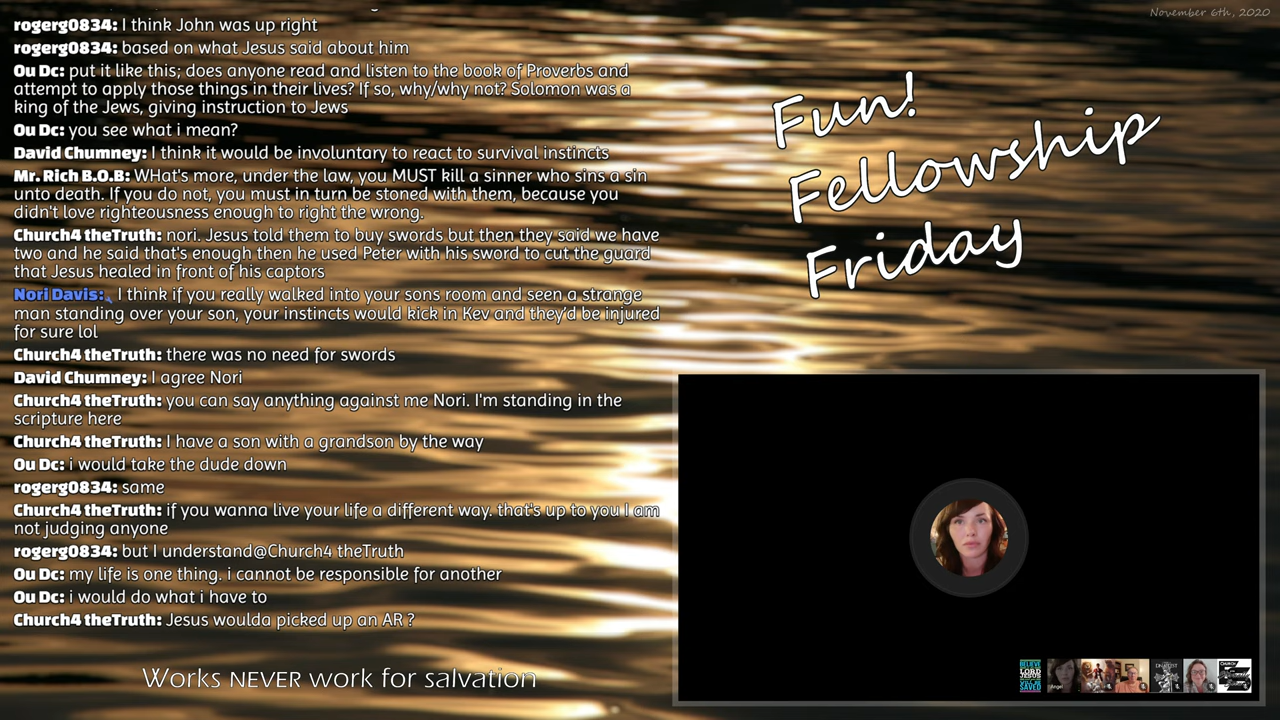 November 6th, 2020
rogerg0834: I think John was up right
rogerg0834: based on what Jesus said about him
Ou Dc: put it like this; does anyone read and listen to the book of Proverbs and
attempt to apply those things in their lives? If so, why/why not? Solomon was a
king of the Jews, giving instruction to Jews
Ou Dc: you see what i mean?
David Chumney: I think it would be involuntary to react to survival instincts
Mr. Rich B.O.B: WHat's more, under the law, you MUST kill a sinner who sins a sin
unto death. If you do not, you must in turn be stoned with them, because you
didn't love righteousness enough to right the wrong.
Church4 theTruth: nori. Jesus told them to buy swords but then they said we have
two and he said that's enough then he used Peter with his sword to cut the guard
that Jesus healed in front of his captors
Nori Davis: I think if you really walked into your sons room and seen a strange
man standing over your son, your instincts would kick in Kev and they'd be injured
for sure lol
Church4 theTruth: there was no need for swords
David Chumney: I agree Nori
Church4 theTruth: you can say anything against me Nori. I'm standing in the
scripture here
Church4 theTruth: I have a son with a grandson by the way
Ou Dc: i would take the dude down
rogerg0834: same
Church4 theTruth: if you wanna live your life a different way. that's up to you I am
not judging anyone
rogerg0834: but I understand@Church4 theTruth
Ou Dc: my life is one thing. i cannot be responsible for another
Ou Dc: i would do what i have to
Church4 theTruth: Jesus woulda picked up an AR ?
Works NEVER work for salvation
Fun!
Fellowship
Friday
BELIEVE
LORD
JESUS
SAVED
Angel
CHURCH